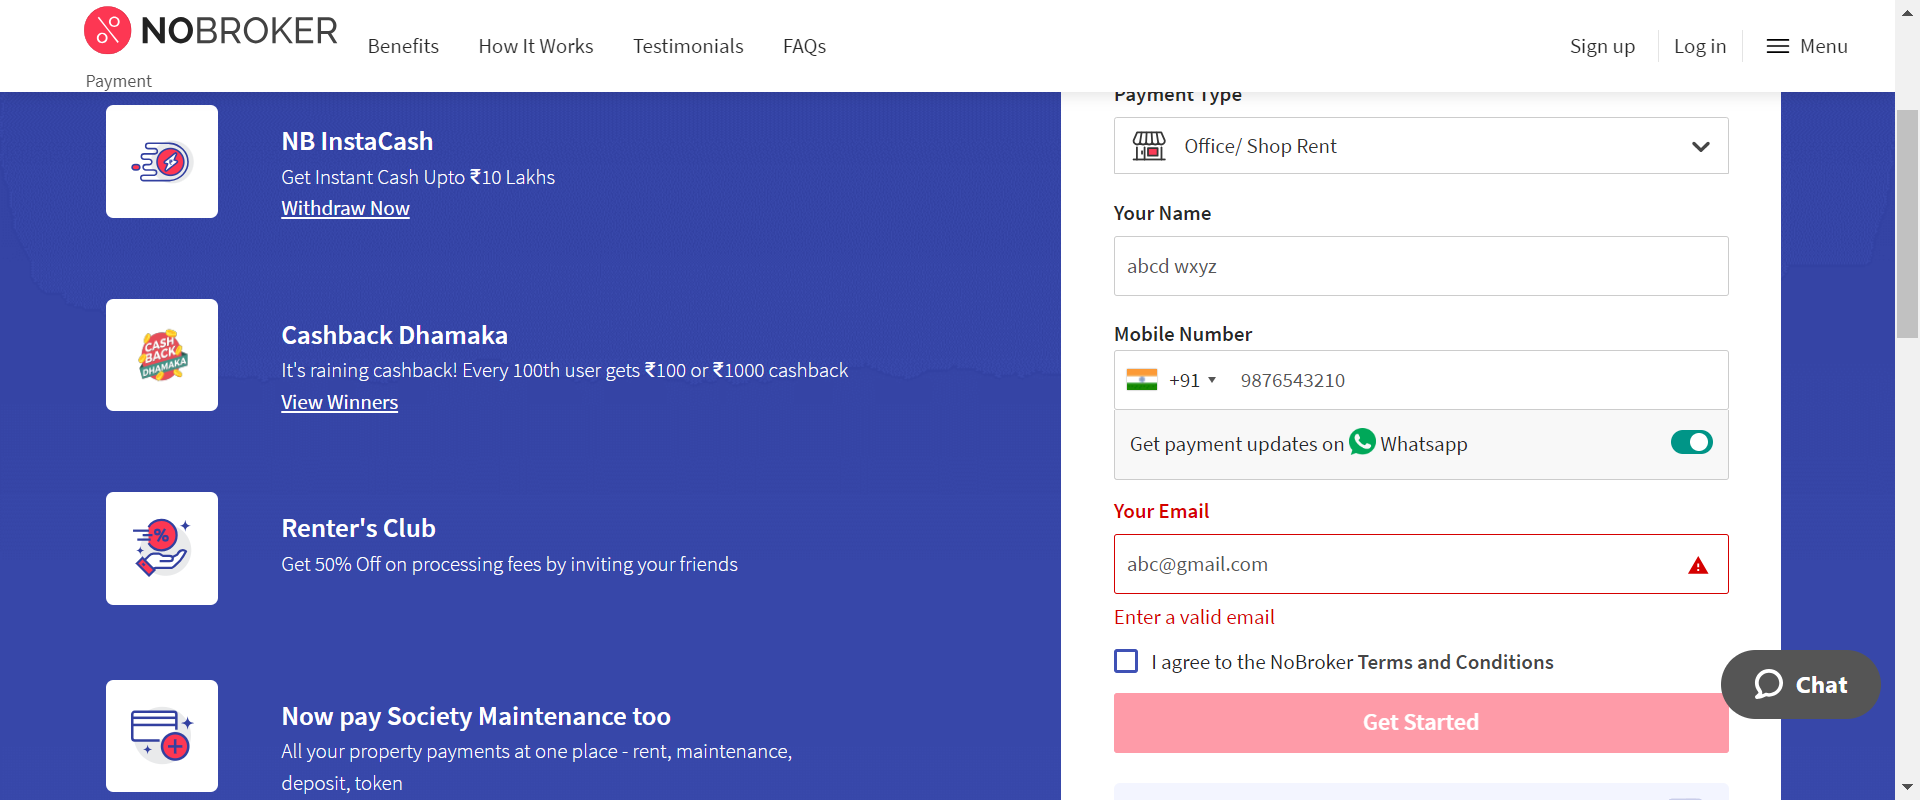 NOBROKER
Payment
Benefits
How It Works
Testimonials
FAQs
Sign up
Log in
Menu
NB InstaCash
Get Instant Cash Upto ₹10 Lakhs
Withdraw Now
CASH
BACK
DHAMAKA
Cashback Dhamaka
It's raining cashback! Every 100th user gets ₹100 or ₹1000 cashback
View Winners
%
Renter's Club
Get 50% Off on processing fees by inviting your friends
Now pay Society Maintenance too
All your property payments at one place - rent, maintenance,
deposit, token
Payment Type
Office/ Shop Rent
Your Name
abcd wxyz
Mobile Number
+91
9876543210
Get payment updates on Whatsapp
Your Email
abc@gmail.com
Enter a valid email
I agree to the NoBroker Terms and Conditions
Get Started
Chat